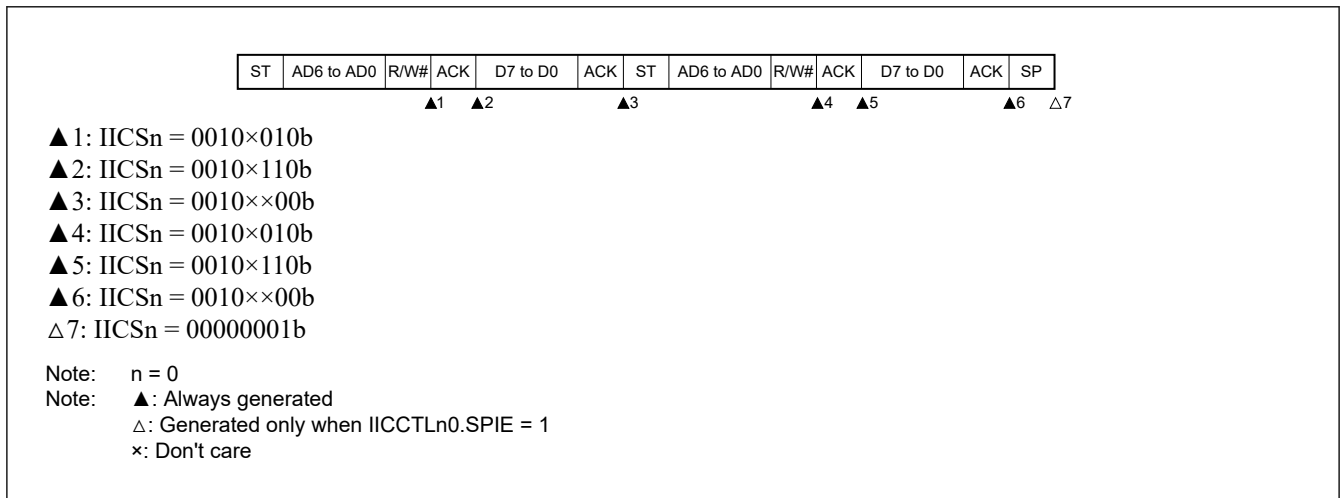 ST AD6 to AD0 R/W# ACK D7 to D0 ACK ST AD6 to AD0 R/W# ACK D7 to D0 ACK SP
▲1 ▲2 ▲3 ▲4 ▲5 ▲6 △7
▲1: IICSn = 0010×010b
▲2: IICSn = 0010×110b
▲3: IICSn = 0010××00b
▲4: IICSn = 0010×010b
▲5: IICSn = 0010×110b
▲6: IICSn = 0010××00b
△7: IICSn = 00000001b
Note: n = 0
Note: ▲: Always generated
△: Generated only when IICCTLn0.SPIE = 1
×: Don't care